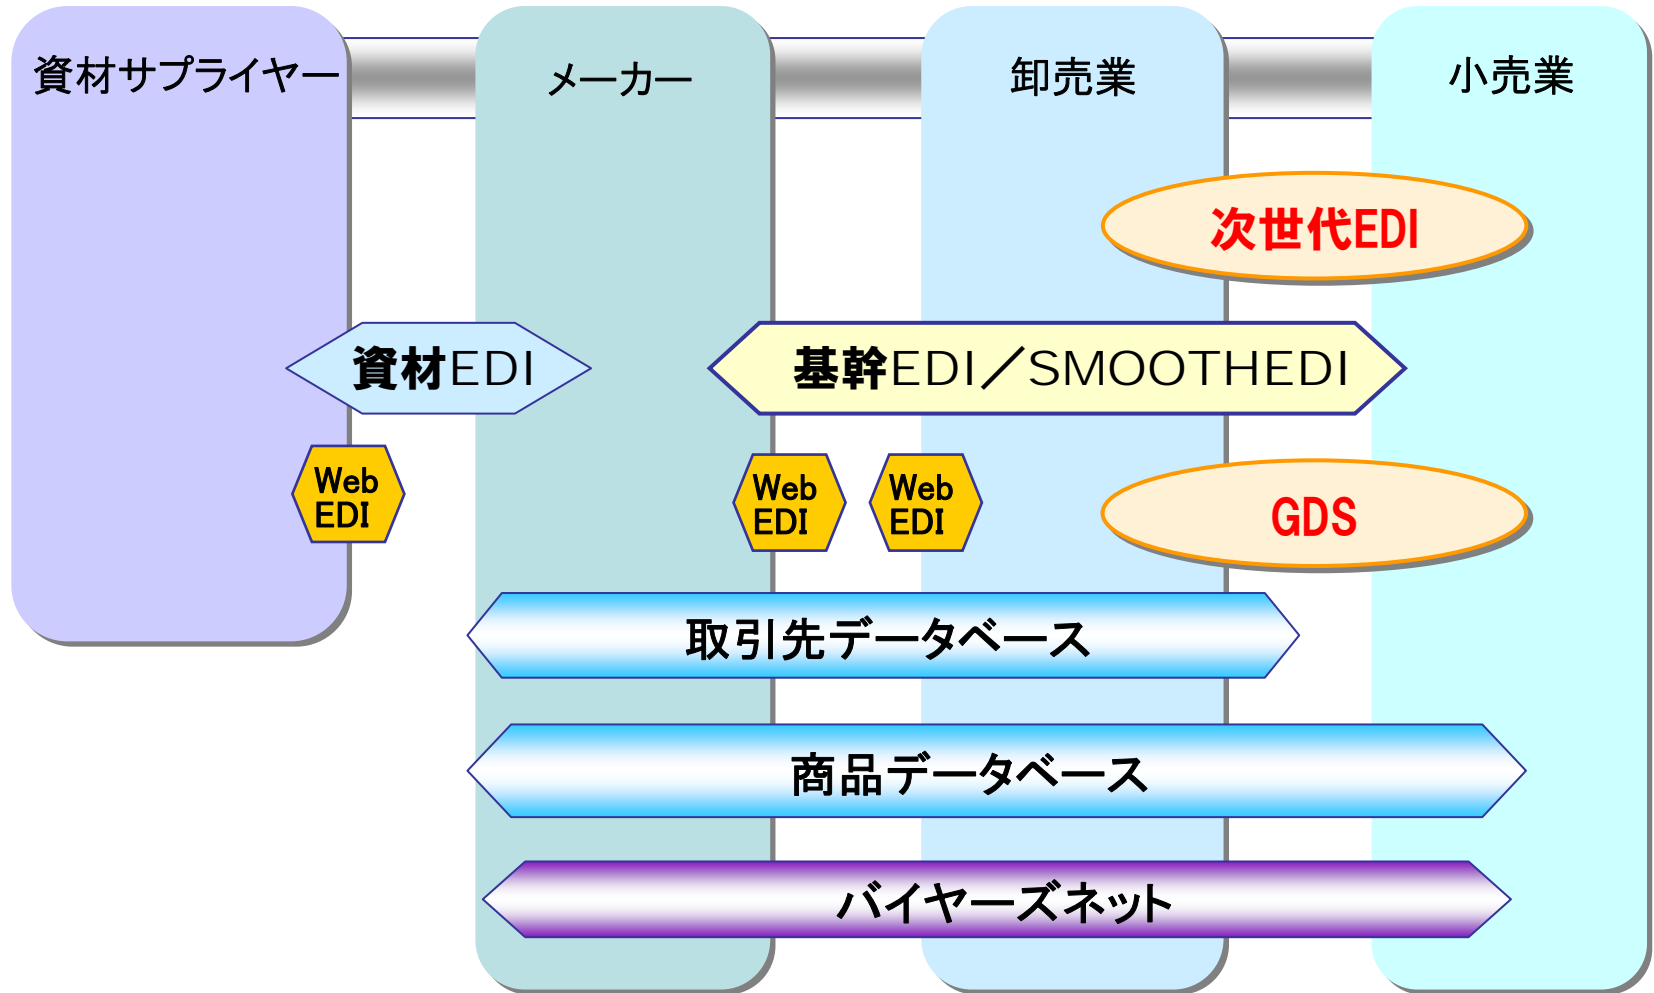 資材サプライヤー
メーカー
卸売業
小売業
次世代EDI
資材EDI
基幹EDI／SMOOTHEDI
Web
EDI
Web
EDI
Web
EDI
GDS
取引先データベース
商品データベース
バイヤーズネット